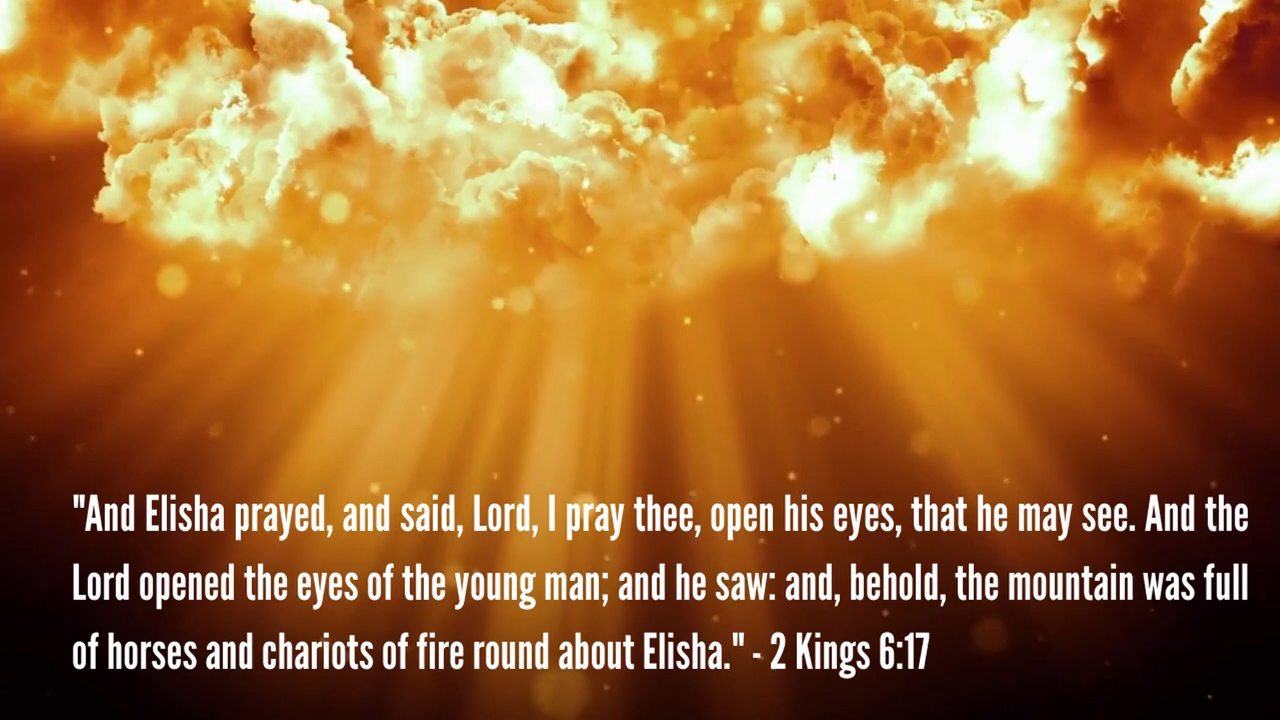 "And Elisha prayed, and said, Lord, I pray thee, open his eyes, that he may see. And the
Lord opened the eyes of the young man; and he saw: and, behold, the mountain was full
of horses and chariots of fire round about Elisha." - 2 Kings 6:17